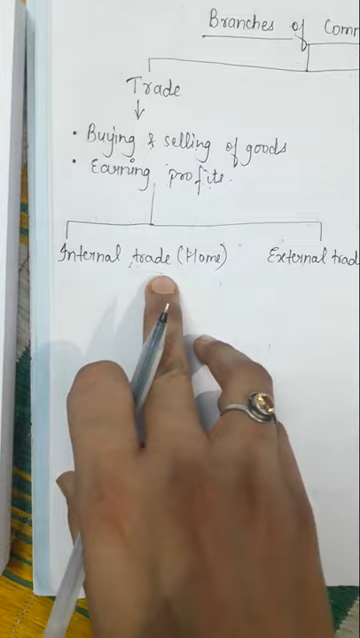 Branches of Comm
Trade
• Buying & selling of goods
• Earning profits.
Internal trade (Home)
External trad